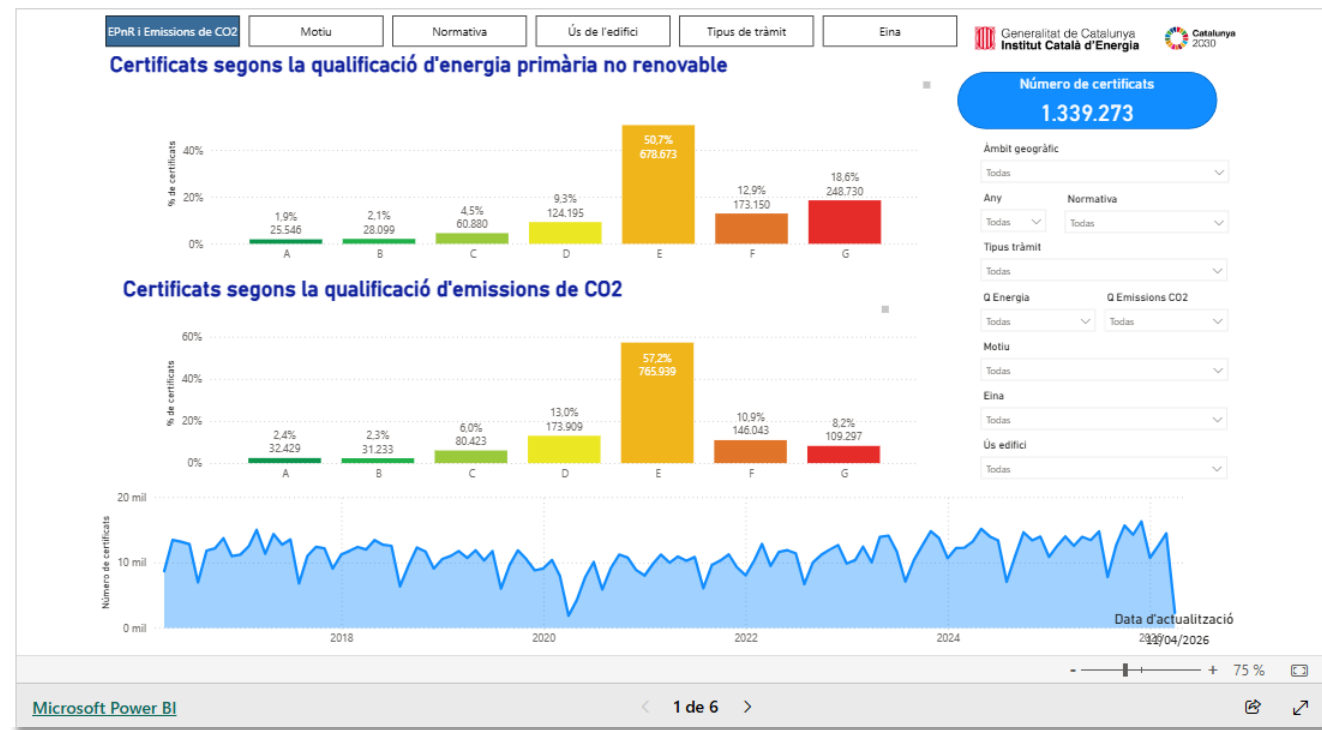 EPnR i Emissions de CO2
Motiu
Normativa
Ús de l'edifici
Tipus de tràmit
Eina
Generalitat de Catalunya
Institut Català d'Energia
Catalunya
2030
Certificats segons la qualificació d'energia primària no renovable
% de certificats
40%
20%
0%
1,9%
25.546
2,1%
28.099
4,5%
60.880
9,3%
124.195
50,7%
678.673
12,9%
173.150
18,6%
248.730
A B C D E F G
Número de certificats
1.339.273
Àmbit geogràfic
Todas
Any Normativa
Todas Todas
Tipus tràmit
Todas
Q Energia Q Emissions CO2
Todas Todas
Motiu
Todas
Eina
Todas
Ús edifici
Todas
Certificats segons la qualificació d'emissions de CO2
% de certificats
60%
40%
20%
0%
2,4%
32.429
2,3%
31.233
6,0%
80.423
13,0%
173.909
57,2%
765.939
10,9%
146.043
8,2%
109.297
A B C D E F G
Número de certificats
20 mil
10 mil
0 mil
2018 2020 2022 2024 2026
Data d'actualització
11/04/2026
- + 75 %
Microsoft Power BI
1 de 6